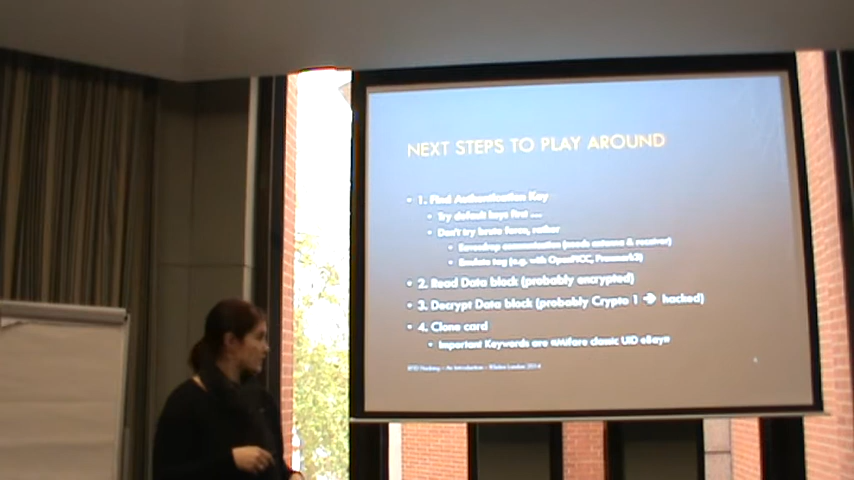 NEXT STEPS TO PLAY AROUND
• 1. Find Authentication Key
• Try default keys first ....
• Don't try brute force, rather
• Eavesdrop communication (needs antenna & receiver)
• Emulate tag (e.g. with OpenPICC, Proxmark3)
• 2. Read Data block (probably encrypted)
• 3. Decrypt Data block (probably Crypto 1 → hacked)
• 4. Clone card
• Important Keywords are «Mifare classic UID eBay»
RFID Hacking – An Introduction – London 2014